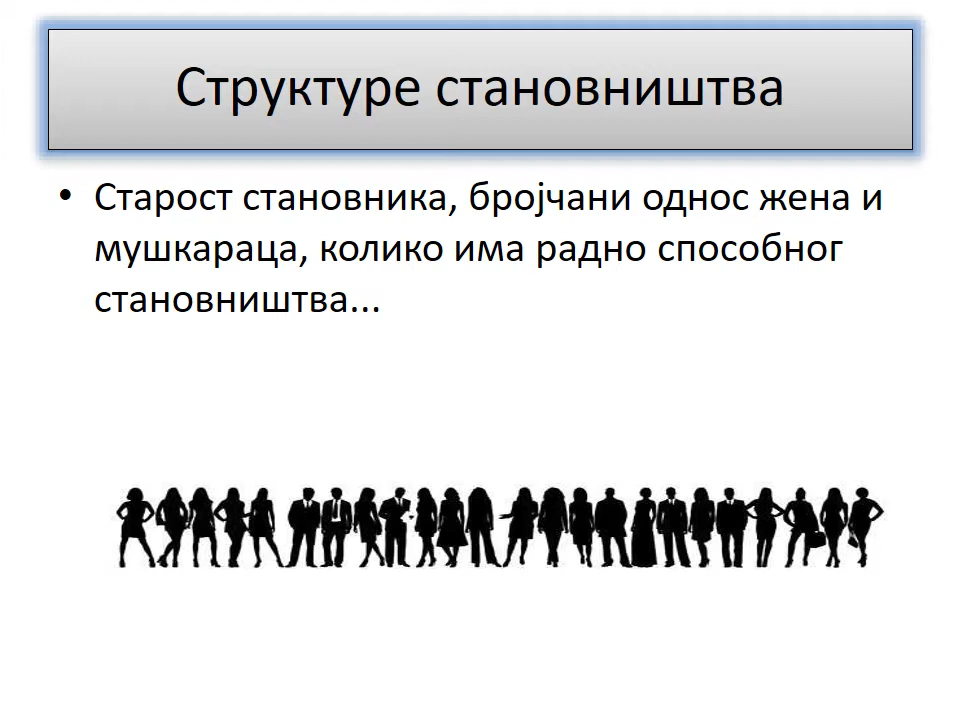 Структуре становништва
• Старост становника, бројчани однос жена и
мушкараца, колико има радно способног
становништва...